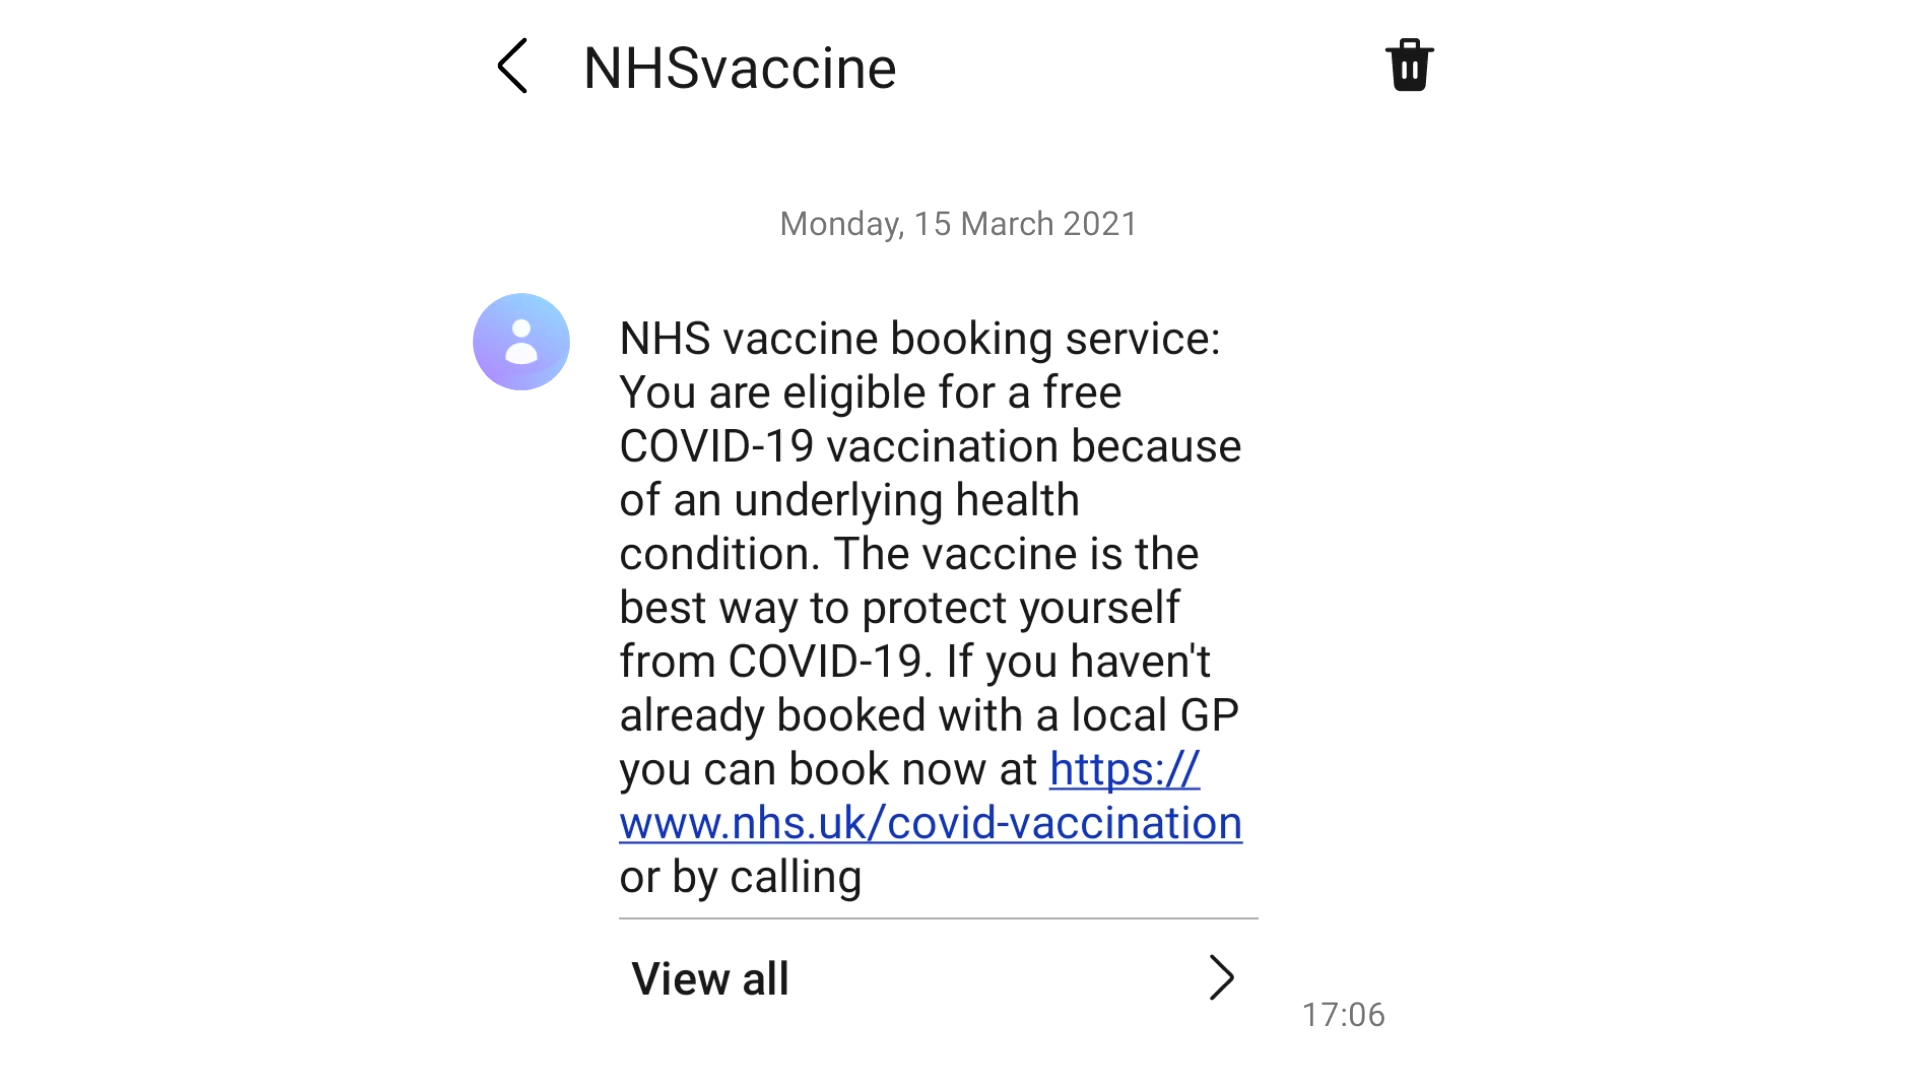 NHSvaccine
Monday, 15 March 2021
NHS vaccine booking service:
You are eligible for a free
COVID-19 vaccination because
of an underlying health
condition. The vaccine is the
best way to protect yourself
from COVID-19. If you haven't
already booked with a local GP
you can book now at https://
www.nhs.uk/covid-vaccination
or by calling
View all
17:06